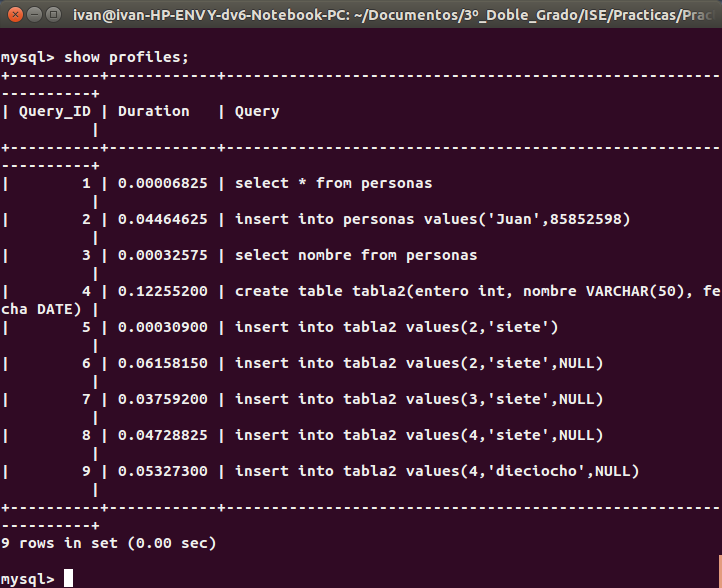 ivan@ivan-HP-ENVY-dv6-Notebook-PC: ~/Documentos/3º_Doble_Grado/ISE/Practicas/Prac
mysql> show profiles;
+----------+------------+-------------------------------------------------------
----------+
| Query_ID | Duration   | Query
          |
+----------+------------+-------------------------------------------------------
----------+
|        1 | 0.00006825 | select * from personas
          |
|        2 | 0.04464625 | insert into personas values('Juan',85852598)
          |
|        3 | 0.00032575 | select nombre from personas
          |
|        4 | 0.12255200 | create table tabla2(entero int, nombre VARCHAR(50), fe
cha DATE) |
|        5 | 0.00030900 | insert into tabla2 values(2,'siete')
          |
|        6 | 0.06158150 | insert into tabla2 values(2,'siete',NULL)
          |
|        7 | 0.03759200 | insert into tabla2 values(3,'siete',NULL)
          |
|        8 | 0.04728825 | insert into tabla2 values(4,'siete',NULL)
          |
|        9 | 0.05327300 | insert into tabla2 values(4,'dieciocho',NULL)
          |
+----------+------------+-------------------------------------------------------
----------+
9 rows in set (0.00 sec)
mysql>